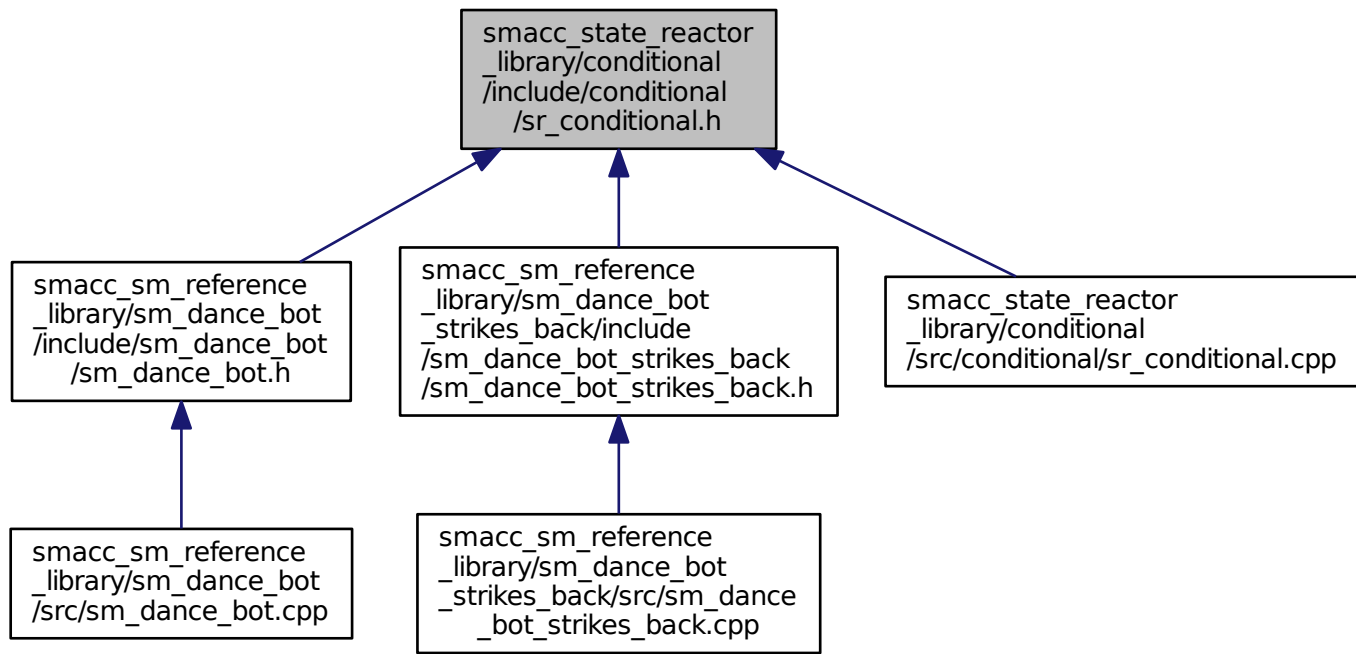 smacc_state_reactor
_library/conditional
/include/conditional
/sr_conditional.h
smacc_sm_reference
_library/sm_dance_bot
/include/sm_dance_bot
/sm_dance_bot.h
smacc_sm_reference
_library/sm_dance_bot
_strikes_back/include
/sm_dance_bot_strikes_back
/sm_dance_bot_strikes_back.h
smacc_state_reactor
_library/conditional
/src/conditional/sr_conditional.cpp
smacc_sm_reference
_library/sm_dance_bot
/src/sm_dance_bot.cpp
smacc_sm_reference
_library/sm_dance_bot
_strikes_back/src/sm_dance
_bot_strikes_back.cpp